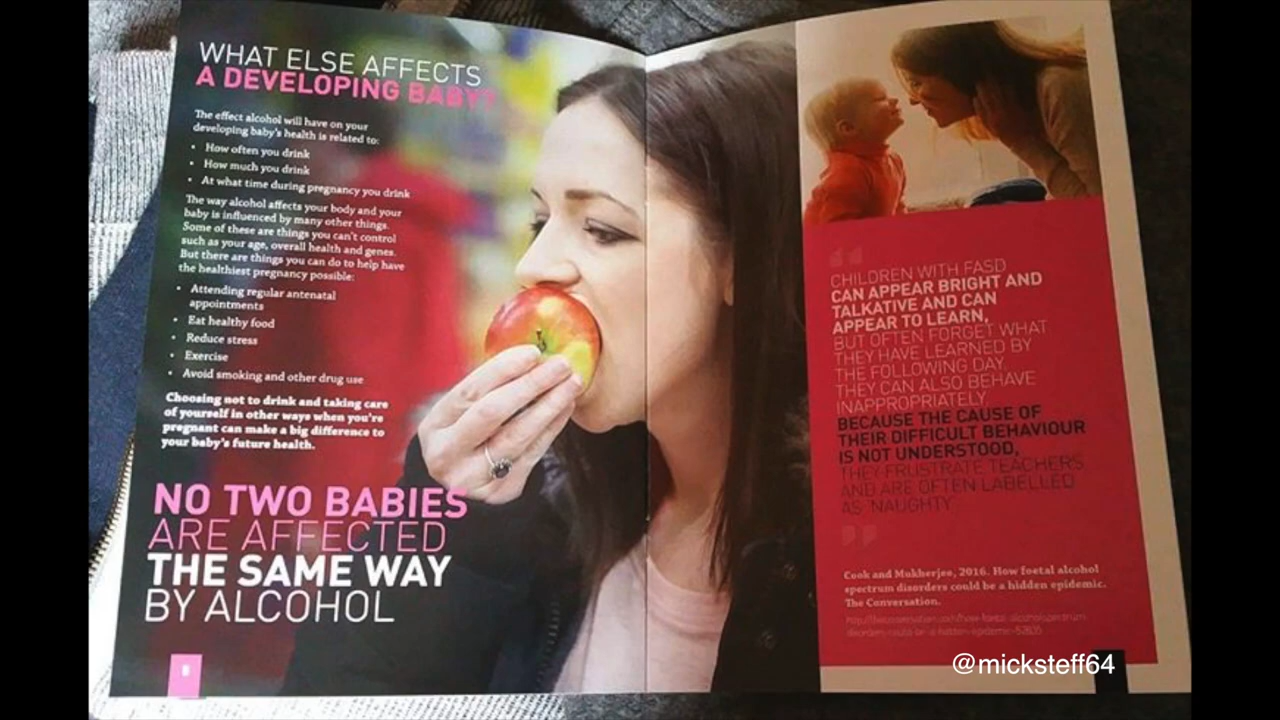 WHAT ELSE AFFECTS
A DEVELOPING BABY?
The effect alcohol will have on your
developing baby's health is related to:
• How often you drink
• How much you drink
• At what time during pregnancy you drink
The way alcohol affects your body and your
baby is influenced by many other things.
Some of these are things you can't control
such as your age, overall health and genes.
But there are things you can do to help have
the healthiest pregnancy possible:
• Attending regular antenatal
appointments
• Eat healthy food
• Reduce stress
• Exercise
• Avoid smoking and other drug use
Choosing not to drink and taking care
of yourself in other ways when you're
pregnant can make a big difference to
your baby's future health.
NO TWO BABIES
ARE AFFECTED
THE SAME WAY
BY ALCOHOL
“
CHILDREN WITH FASD
CAN APPEAR BRIGHT AND
TALKATIVE AND CAN
APPEAR TO LEARN,
BUT OFTEN FORGET WHAT
THEY HAVE LEARNED BY
THE FOLLOWING DAY.
THEY CAN ALSO BEHAVE
INAPPROPRIATELY.
BECAUSE THE CAUSE OF
THEIR DIFFICULT BEHAVIOUR
IS NOT UNDERSTOOD,
THEY FRUSTRATE TEACHERS
AND ARE OFTEN LABELLED
AS 'NAUGHTY'
”
Cook and Mukherjee, 2016. How foetal alcohol
spectrum disorders could be a hidden epidemic.
The Conversation.
@micksteff64